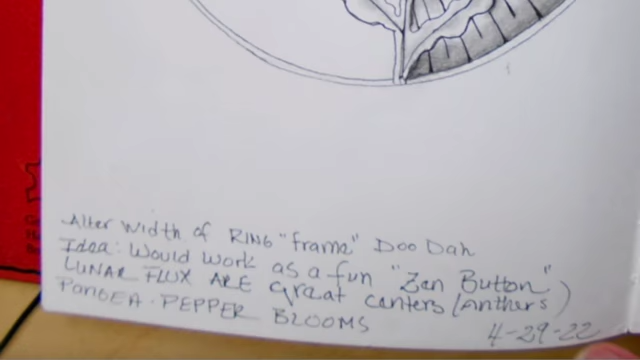 Alter width of RING "frame" Doo Dah
Idea: Would work as a fun "Zen Button"
LUNAR FLUX ARE great centers (anthers)
PANGEA · PEPPER BLOOMS
4-29-22